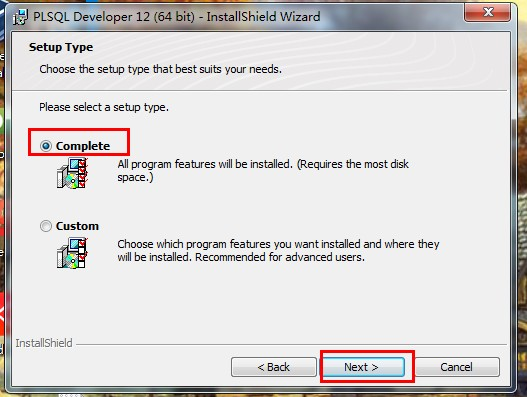 PLSQL Developer 12 (64 bit) - InstallShield Wizard
Setup Type
Choose the setup type that best suits your needs.
Please select a setup type.
Complete
All program features will be installed. (Requires the most disk
space.)
Custom
Choose which program features you want installed and where they
will be installed. Recommended for advanced users.
InstallShield
< Back
Next >
Cancel